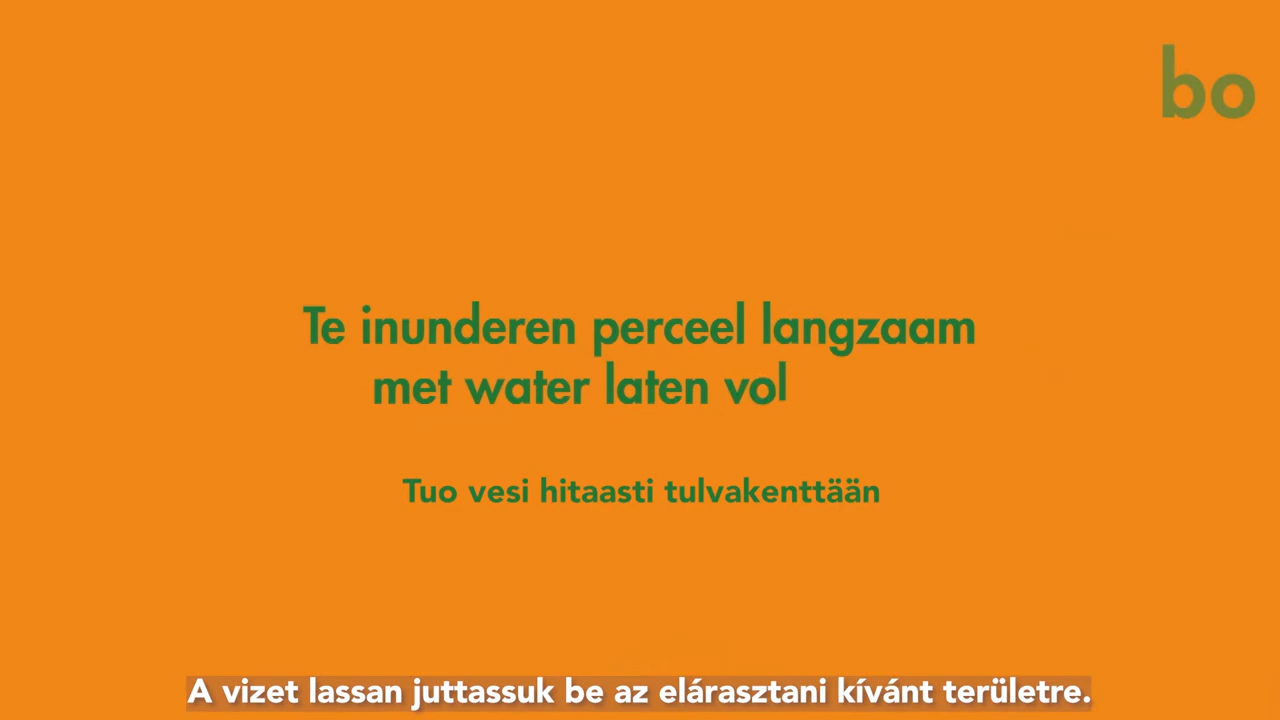 bo
Te inunderen perceel langzaam
met water laten vol
Tuo vesi hitaasti tulvakenttään
A vizet lassan juttassuk be az elárasztani kívánt területre.